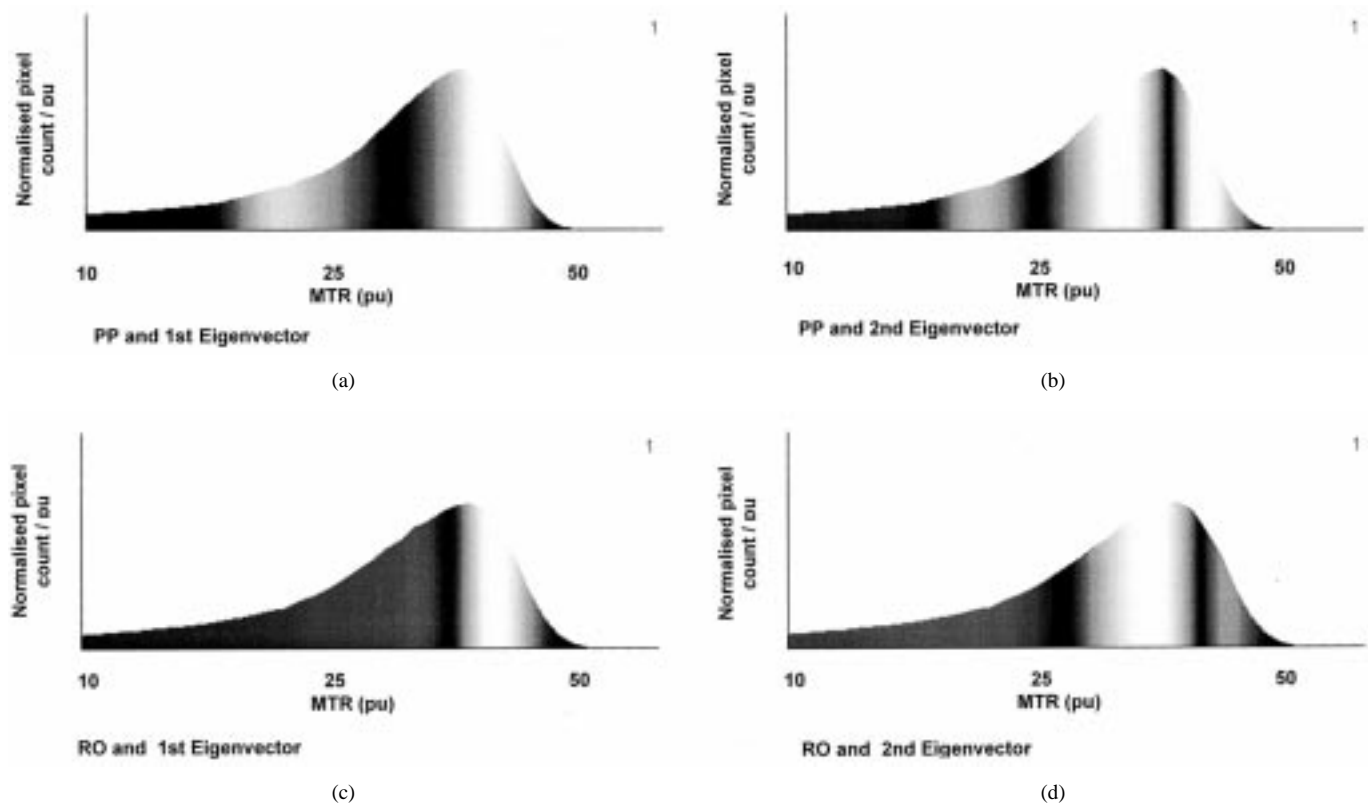 1
Normalised pixel
count / pu
10 25 50
MTR (pu)
PP and 1st Eigenvector
(a)
1
Normalised pixel
count / pu
10 25 50
MTR (pu)
PP and 2nd Eigenvector
(b)
1
Normalised pixel
count / pu
10 25 50
MTR (pu)
RO and 1st Eigenvector
(c)
1
Normalised pixel
count / pu
10 25 50
MTR (pu)
RO and 2nd Eigenvector
(d)